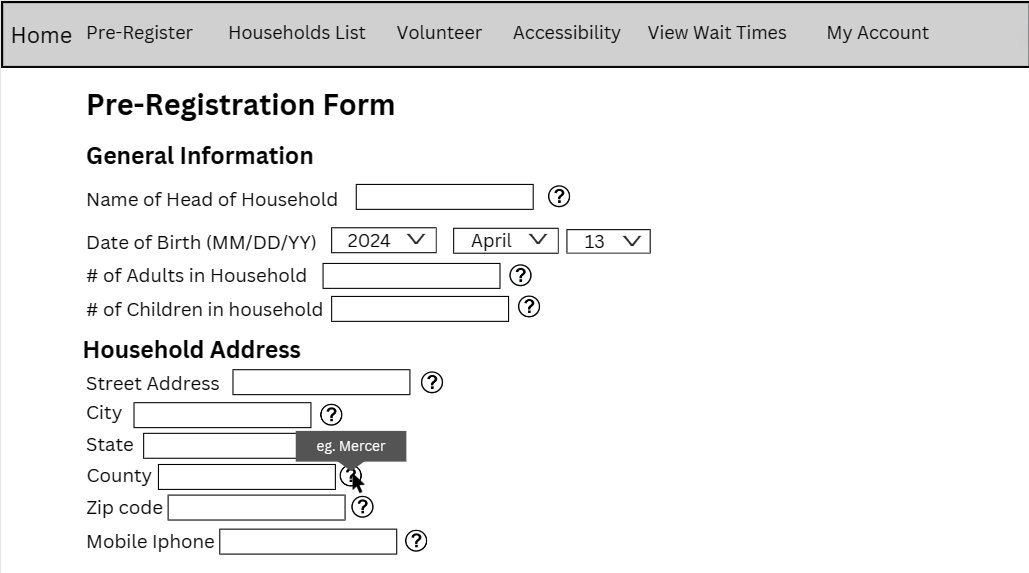 Home Pre-Register Households List Volunteer Accessibility View Wait Times My Account
Pre-Registration Form
General Information
Name of Head of Household ?
Date of Birth (MM/DD/YY) 2024 April 13
# of Adults in Household ?
# of Children in household ?
Household Address
Street Address ?
City ?
State eg. Mercer
County ?
Zip code ?
Mobile Iphone ?